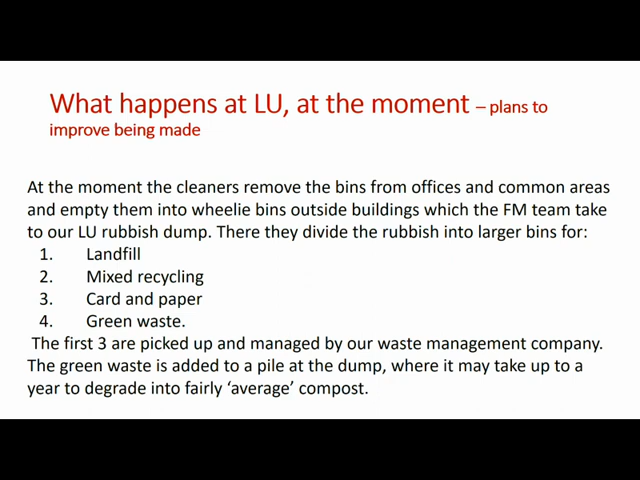 What happens at LU, at the moment – plans to
improve being made
At the moment the cleaners remove the bins from offices and common areas
and empty them into wheelie bins outside buildings which the FM team take
to our LU rubbish dump. There they divide the rubbish into larger bins for:
1. Landfill
2. Mixed recycling
3. Card and paper
4. Green waste.
The first 3 are picked up and managed by our waste management company.
The green waste is added to a pile at the dump, where it may take up to a
year to degrade into fairly ‘average’ compost.